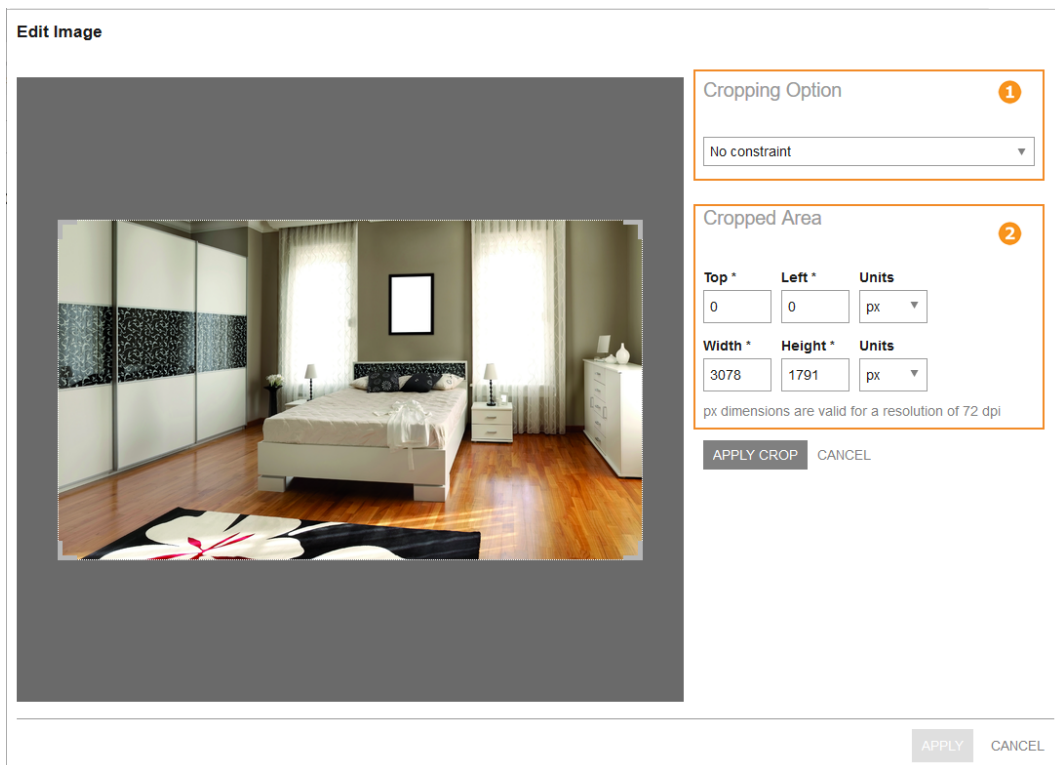 Edit Image
Cropping Option
1
No constraint
Cropped Area
2
Top * Left * Units
0 0 px
Width * Height * Units
3078 1791 px
px dimensions are valid for a resolution of 72 dpi
APPLY CROP CANCEL
APPLY CANCEL